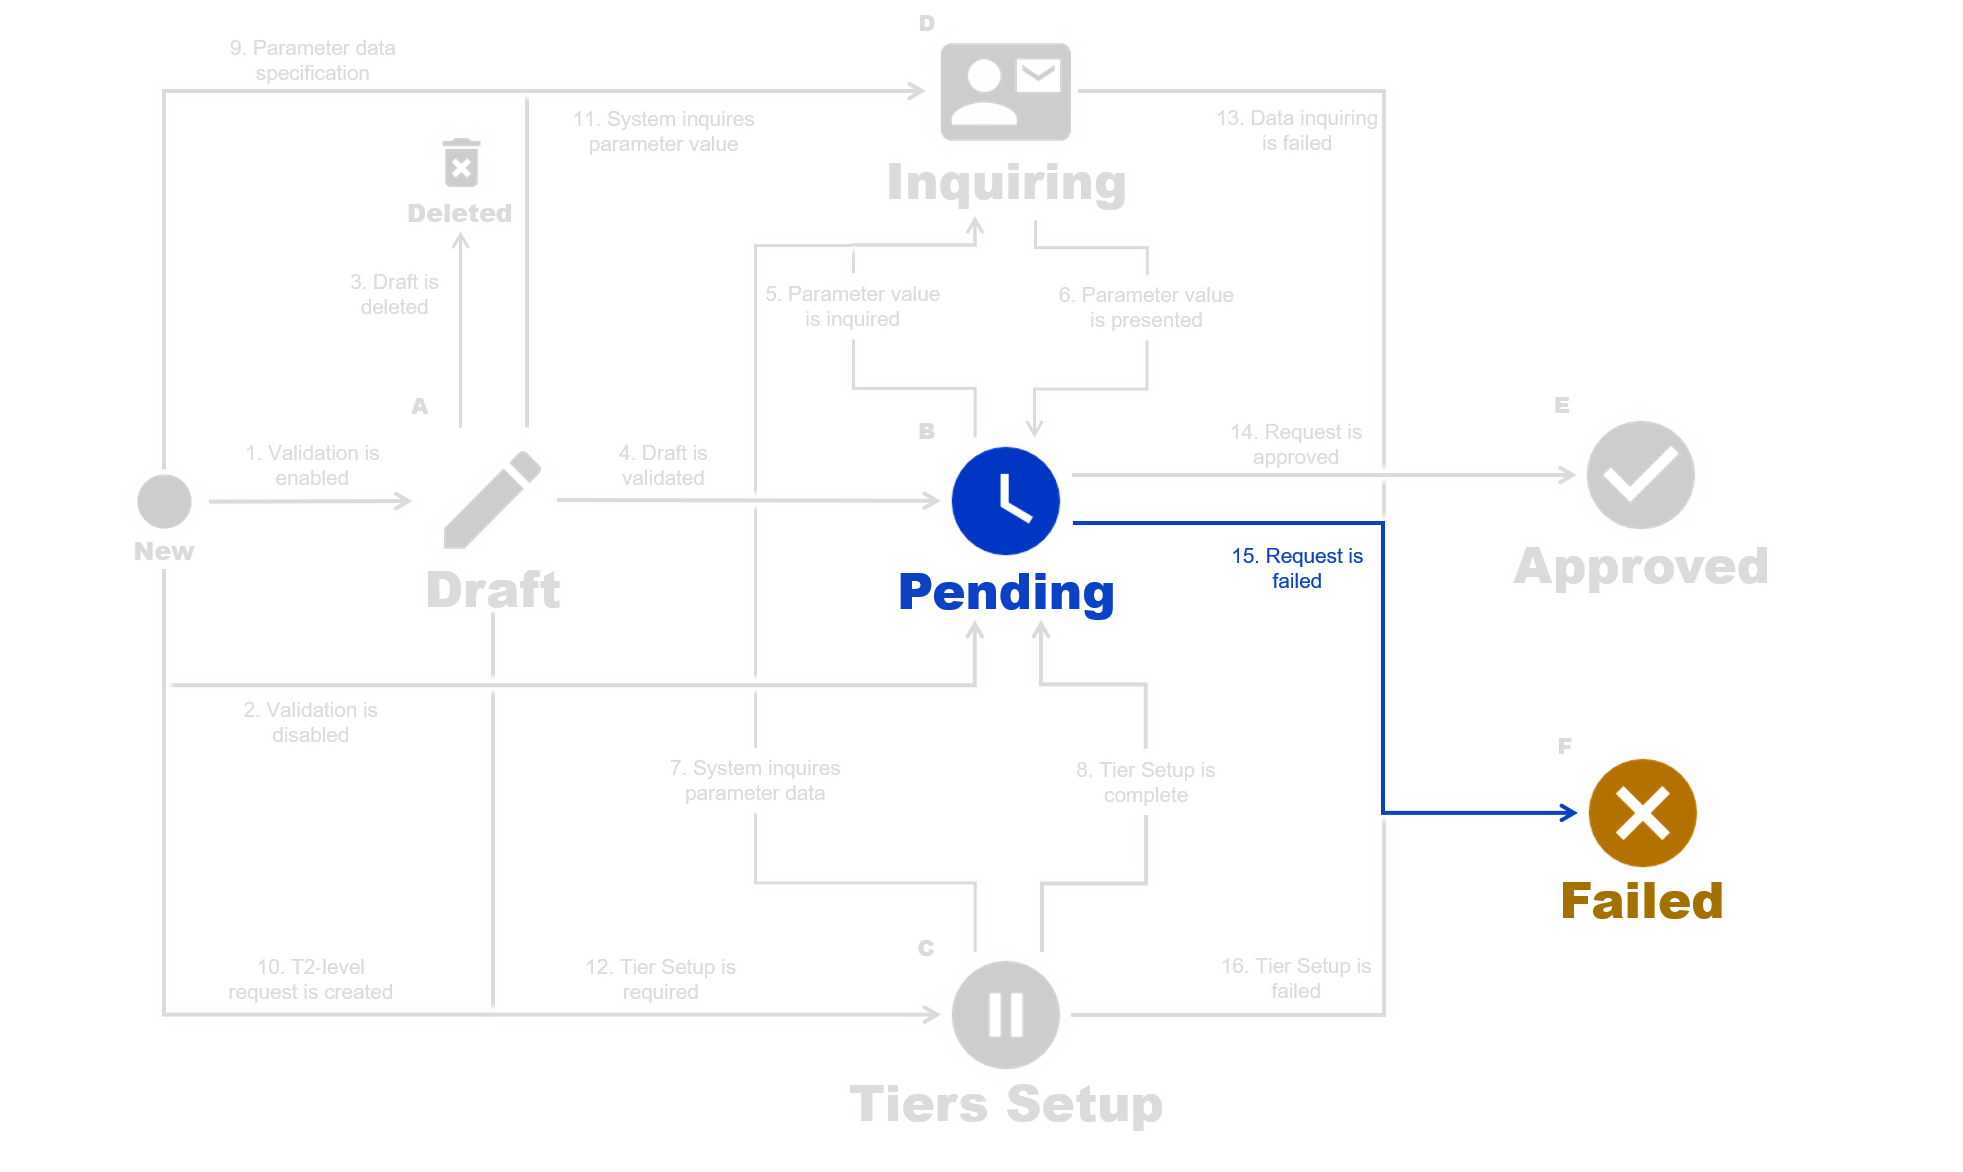 D
9. Parameter data
specification
11. System inquires
parameter value
13. Data inquiring
is failed
Inquiring
Deleted
3. Draft is
deleted
5. Parameter value
is inquired
6. Parameter value
is presented
A
B
E
1. Validation is
enabled
4. Draft is
validated
14. Request is
approved
New
Draft
Pending
15. Request is
failed
Approved
2. Validation is
disabled
7. System inquires
parameter data
8. Tier Setup is
complete
F
Failed
C
10. T2-level
request is created
12. Tier Setup is
required
16. Tier Setup is
failed
Tiers Setup